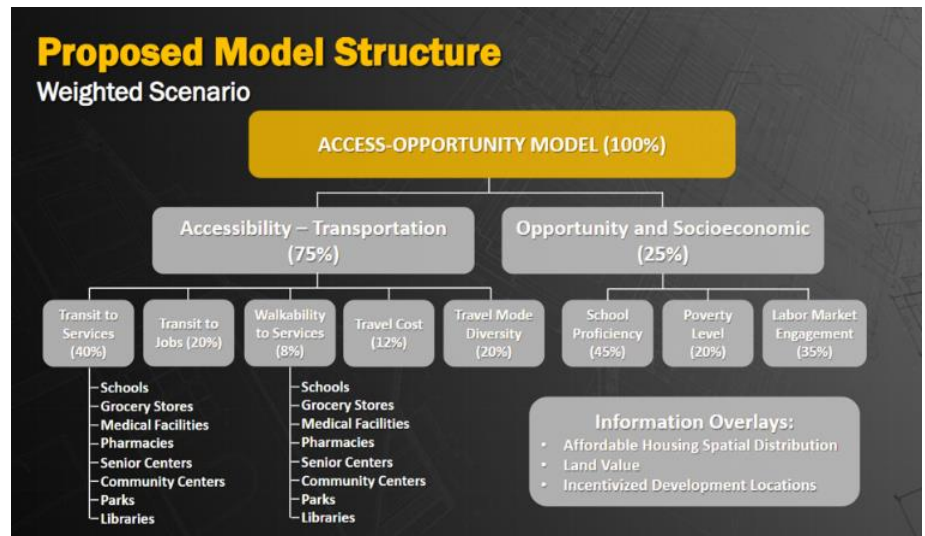 Proposed Model Structure
Weighted Scenario
ACCESS-OPPORTUNITY MODEL (100%)
Accessibility – Transportation
(75%)
Opportunity and Socioeconomic
(25%)
Transit to
Services
(40%)
Transit to
Jobs (20%)
Walkability
to Services
(8%)
Travel Cost
(12%)
Travel Mode
Diversity
(20%)
School
Proficiency
(45%)
Poverty
Level
(20%)
Labor Market
Engagement
(35%)
Schools
Grocery Stores
Medical Facilities
Pharmacies
Senior Centers
Community Centers
Parks
Libraries
Schools
Grocery Stores
Medical Facilities
Pharmacies
Senior Centers
Community Centers
Parks
Libraries
Information Overlays:
• Affordable Housing Spatial Distribution
• Land Value
• Incentivized Development Locations